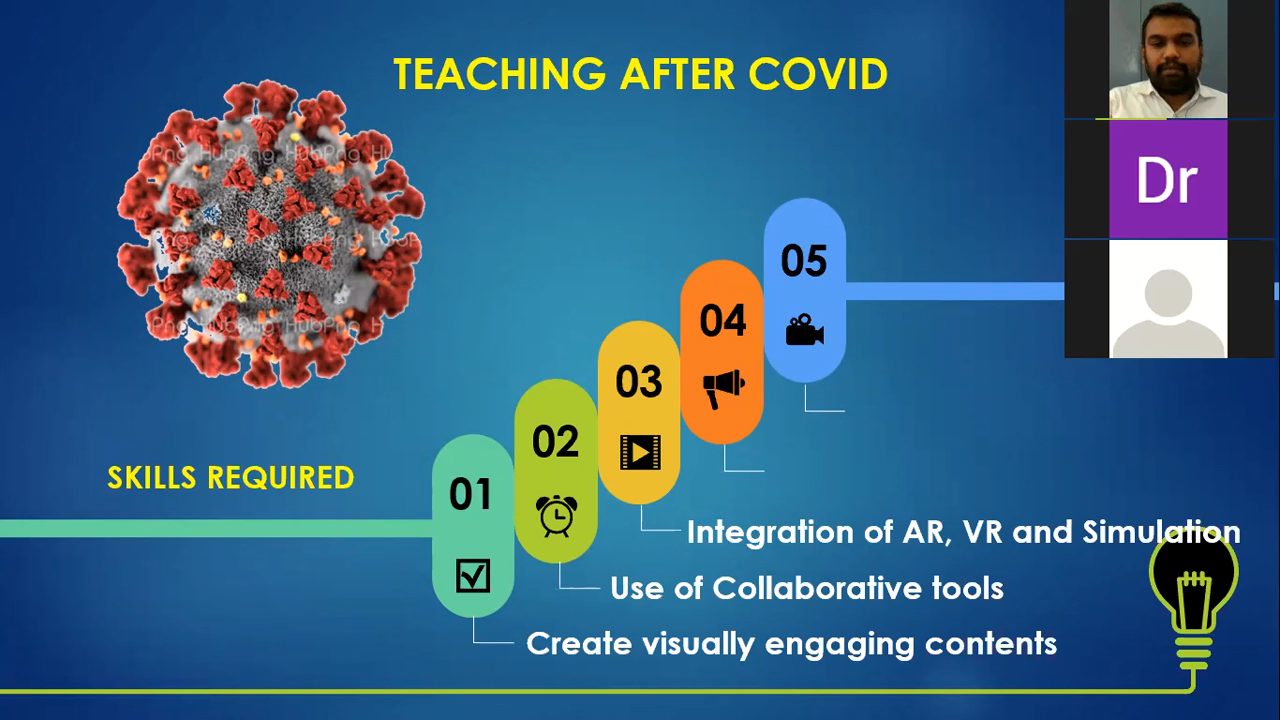 TEACHING AFTER COVID
Dr
05
04
03
02
SKILLS REQUIRED
01
Integration of AR, VR and Simulation
Use of Collaborative tools
Create visually engaging contents